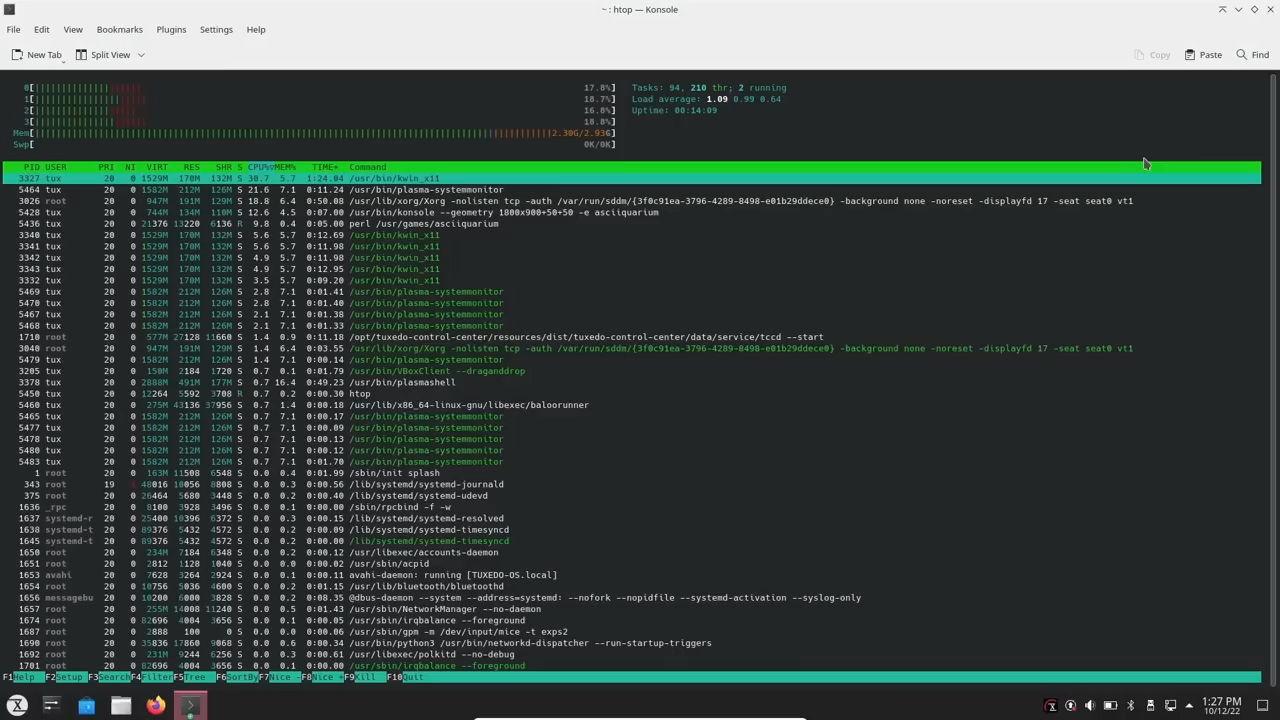 ~ : htop — Konsole
File Edit View Bookmarks Plugins Settings Help
New Tab Split View Copy Paste Find
0[ 17.8%] Tasks: 94, 210 thr; 2 running
1[ 18.7%] Load average: 1.09 0.99 0.64
2[ 16.8%] Uptime: 00:14:09
3[ 18.8%]
Mem[ 2.30G/2.93G]
Swp[ 0K/0K]
PID USER PRI NI VIRT RES SHR S CPU%▽MEM% TIME+ Command
3327 tux 20 0 1529M 170M 132M S 30.7 5.7 1:24.04 /usr/bin/kwin_x11
5464 tux 20 0 1582M 212M 126M S 21.6 7.1 0:11.24 /usr/bin/plasma-systemmonitor
3026 root 20 0 947M 191M 129M S 18.8 6.4 0:50.08 /usr/lib/xorg/Xorg -nolisten tcp -auth /var/run/sddm/{3f0c91ea-3796-4289-8498-e01b29ddece0} -background none -noreset -displayfd 17 -seat seat0 vt1
5428 tux 20 0 744M 134M 110M S 12.6 4.5 0:07.00 /usr/bin/konsole --geometry 1800x900+50+50 -e asciiquarium
5436 tux 20 0 21376 13220 6136 R 9.8 0.4 0:05.00 perl /usr/games/asciiquarium
3340 tux 20 0 1529M 170M 132M S 5.6 5.7 0:12.69 /usr/bin/kwin_x11
3341 tux 20 0 1529M 170M 132M S 5.6 5.7 0:11.98 /usr/bin/kwin_x11
3342 tux 20 0 1529M 170M 132M S 4.9 5.7 0:11.98 /usr/bin/kwin_x11
3343 tux 20 0 1529M 170M 132M S 4.9 5.7 0:12.95 /usr/bin/kwin_x11
3332 tux 20 0 1529M 170M 132M S 3.5 5.7 0:09.20 /usr/bin/kwin_x11
5469 tux 20 0 1582M 212M 126M S 2.8 7.1 0:01.41 /usr/bin/plasma-systemmonitor
5470 tux 20 0 1582M 212M 126M S 2.8 7.1 0:01.40 /usr/bin/plasma-systemmonitor
5467 tux 20 0 1582M 212M 126M S 2.1 7.1 0:01.38 /usr/bin/plasma-systemmonitor
5468 tux 20 0 1582M 212M 126M S 2.1 7.1 0:01.33 /usr/bin/plasma-systemmonitor
1710 root 20 0 577M 27128 11660 S 1.4 0.9 0:11.18 /opt/tuxedo-control-center/resources/dist/tuxedo-control-center/data/service/tccd --start
3040 root 20 0 947M 191M 129M S 1.4 6.4 0:03.55 /usr/lib/xorg/Xorg -nolisten tcp -auth /var/run/sddm/{3f0c91ea-3796-4289-8498-e01b29ddece0} -background none -noreset -displayfd 17 -seat seat0 vt1
5479 tux 20 0 1582M 212M 126M S 1.4 7.1 0:00.14 /usr/bin/plasma-systemmonitor
3205 tux 20 0 150M 2184 1720 S 0.7 0.1 0:01.79 /usr/bin/VBoxClient --draganddrop
3378 tux 20 0 2888M 491M 177M S 0.7 16.4 0:49.23 /usr/bin/plasmashell
5450 tux 20 0 12264 5592 3708 R 0.7 0.2 0:00.30 htop
5460 tux 20 0 275M 43136 37956 S 0.7 1.4 0:00.18 /usr/lib/x86_64-linux-gnu/libexec/baloorunner
5465 tux 20 0 1582M 212M 126M S 0.7 7.1 0:00.17 /usr/bin/plasma-systemmonitor
5477 tux 20 0 1582M 212M 126M S 0.7 7.1 0:00.09 /usr/bin/plasma-systemmonitor
5478 tux 20 0 1582M 212M 126M S 0.7 7.1 0:00.13 /usr/bin/plasma-systemmonitor
5480 tux 20 0 1582M 212M 126M S 0.7 7.1 0:00.12 /usr/bin/plasma-systemmonitor
5483 tux 20 0 1582M 212M 126M S 0.7 7.1 0:01.70 /usr/bin/plasma-systemmonitor
1 root 20 0 163M 11508 6548 S 0.0 0.4 0:01.99 /sbin/init splash
343 root 19 48016 10056 8808 S 0.0 0.3 0:00.56 /lib/systemd/systemd-journald
375 root 20 0 26464 5680 3448 S 0.0 0.2 0:00.40 /lib/systemd/systemd-udevd
1636 _rpc 20 0 8100 3928 3496 S 0.0 0.1 0:00.00 /sbin/rpcbind -f -w
1637 systemd-r 20 0 25400 10396 6372 S 0.0 0.3 0:00.15 /lib/systemd/systemd-resolved
1638 systemd-t 20 0 89376 5432 4572 S 0.0 0.2 0:00.09 /lib/systemd/systemd-timesyncd
1645 systemd-t 20 0 89376 5432 4572 S 0.0 0.2 0:00.00 /lib/systemd/systemd-timesyncd
1650 root 20 0 234M 7184 6348 S 0.0 0.2 0:00.12 /usr/libexec/accounts-daemon
1651 root 20 0 2812 1128 1040 S 0.0 0.0 0:00.02 /usr/sbin/acpid
1653 avahi 20 0 7628 3264 2924 S 0.0 0.1 0:00.11 avahi-daemon: running [TUXEDO-OS.local]
1654 root 20 0 10756 5036 4600 S 0.0 0.2 0:01.15 /usr/lib/bluetooth/bluetoothd
1656 messagebu 20 0 10200 6000 3828 S 0.0 0.2 0:08.35 @dbus-daemon --system --address=systemd: --nofork --nopidfile --systemd-activation --syslog-only
1657 root 20 0 255M 14008 11240 S 0.0 0.5 0:01.43 /usr/sbin/NetworkManager --no-daemon
1674 root 20 0 82696 4004 3656 S 0.0 0.1 0:00.05 /usr/sbin/irqbalance --foreground
1687 root 20 0 2888 100 0 S 0.0 0.0 0:00.06 /usr/sbin/gpm -m /dev/input/mice -t exps2
1690 root 20 0 35836 17860 9068 S 0.0 0.6 0:00.34 /usr/bin/python3 /usr/bin/networkd-dispatcher --run-startup-triggers
1692 root 20 0 231M 9244 6256 S 0.0 0.3 0:00.61 /usr/libexec/polkitd --no-debug
1701 root 20 0 82696 4004 3656 S 0.0 0.1 0:00.00 /usr/sbin/irqbalance --foreground
F1Help F2Setup F3SearchF4FilterF5Tree F6SortByF7Nice -F8Nice +F9Kill F10Quit
1:27 PM
10/12/22